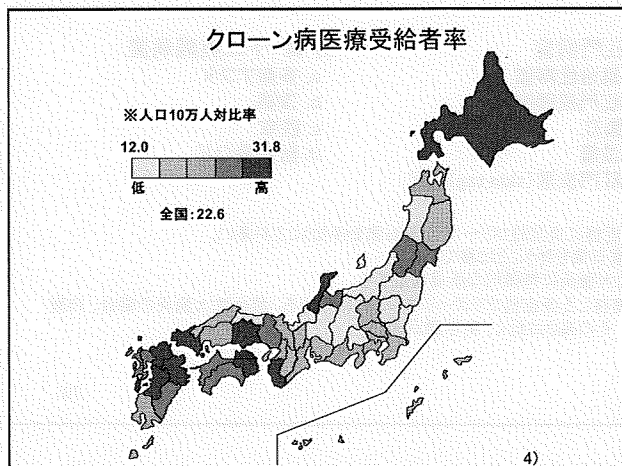 クローン病医療受給者率
※人口10万人対比率
12.0 31.8
低 高
全国:22.6
4)